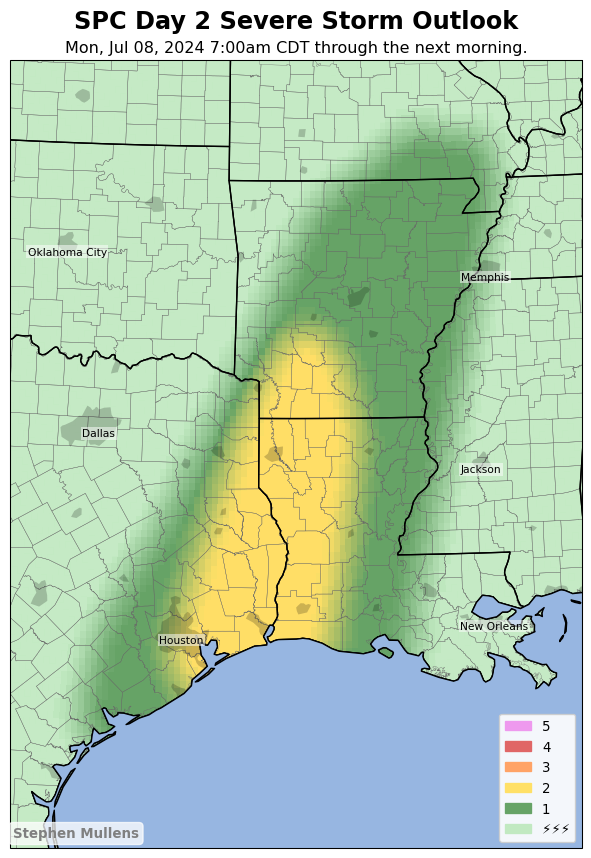 SPC Day 2 Severe Storm Outlook
Mon, Jul 08, 2024 7:00am CDT through the next morning.
Oklahoma City
Memphis
Dallas
Jackson
New Orleans
Houston
5
4
3
2
1
⚡⚡⚡
Stephen Mullens